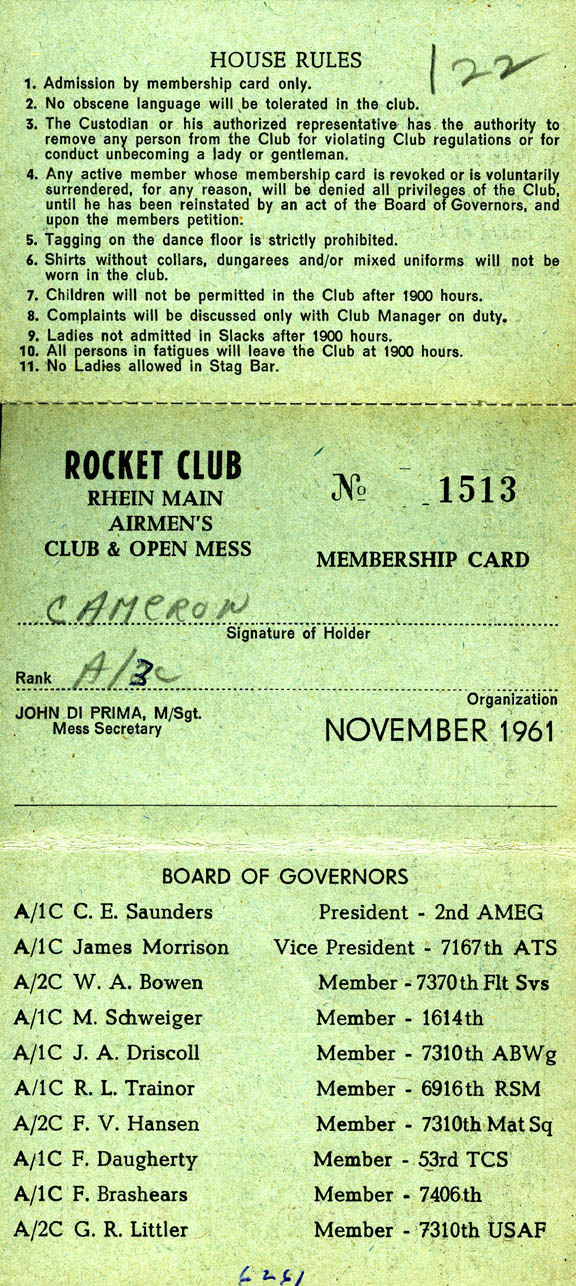 122
HOUSE RULES
1. Admission by membership card only.
2. No obscene language will be tolerated in the club.
3. The Custodian or his authorized representative has the authority to
remove any person from the Club for violating Club regulations or for
conduct unbecoming a lady or gentleman.
4. Any active member whose membership card is revoked or is voluntarily
surrendered, for any reason, will be denied all privileges of the Club,
until he has been reinstated by an act of the Board of Governors, and
upon the members petition.
5. Tagging on the dance floor is strictly prohibited.
6. Shirts without collars, dungarees and/or mixed uniforms will not be
worn in the club.
7. Children will not be permitted in the Club after 1900 hours.
8. Complaints will be discussed only with Club Manager on duty.
9. Ladies not admitted in Slacks after 1900 hours.
10. All persons in fatigues will leave the Club at 1900 hours.
11. No Ladies allowed in Stag Bar.
ROCKET CLUB
RHEIN MAIN
AIRMEN'S
CLUB & OPEN MESS
No 1513
MEMBERSHIP CARD
CAMERON
Signature of Holder
Rank A/3c
Organization
JOHN DI PRIMA, M/Sgt.
Mess Secretary
NOVEMBER 1961
BOARD OF GOVERNORS
A/1C C. E. Saunders President - 2nd AMEG
A/1C James Morrison Vice President - 7167th ATS
A/2C W. A. Bowen Member - 7370th Flt Svs
A/1C M. Schweiger Member - 1614th
A/1C J. A. Driscoll Member - 7310th ABWg
A/1C R. L. Trainor Member - 6916th RSM
A/2C F. V. Hansen Member - 7310th Mat Sq
A/1C F. Daugherty Member - 53rd TCS
A/1C F. Brashears Member - 7406th
A/2C G. R. Littler Member - 7310th USAF
6261